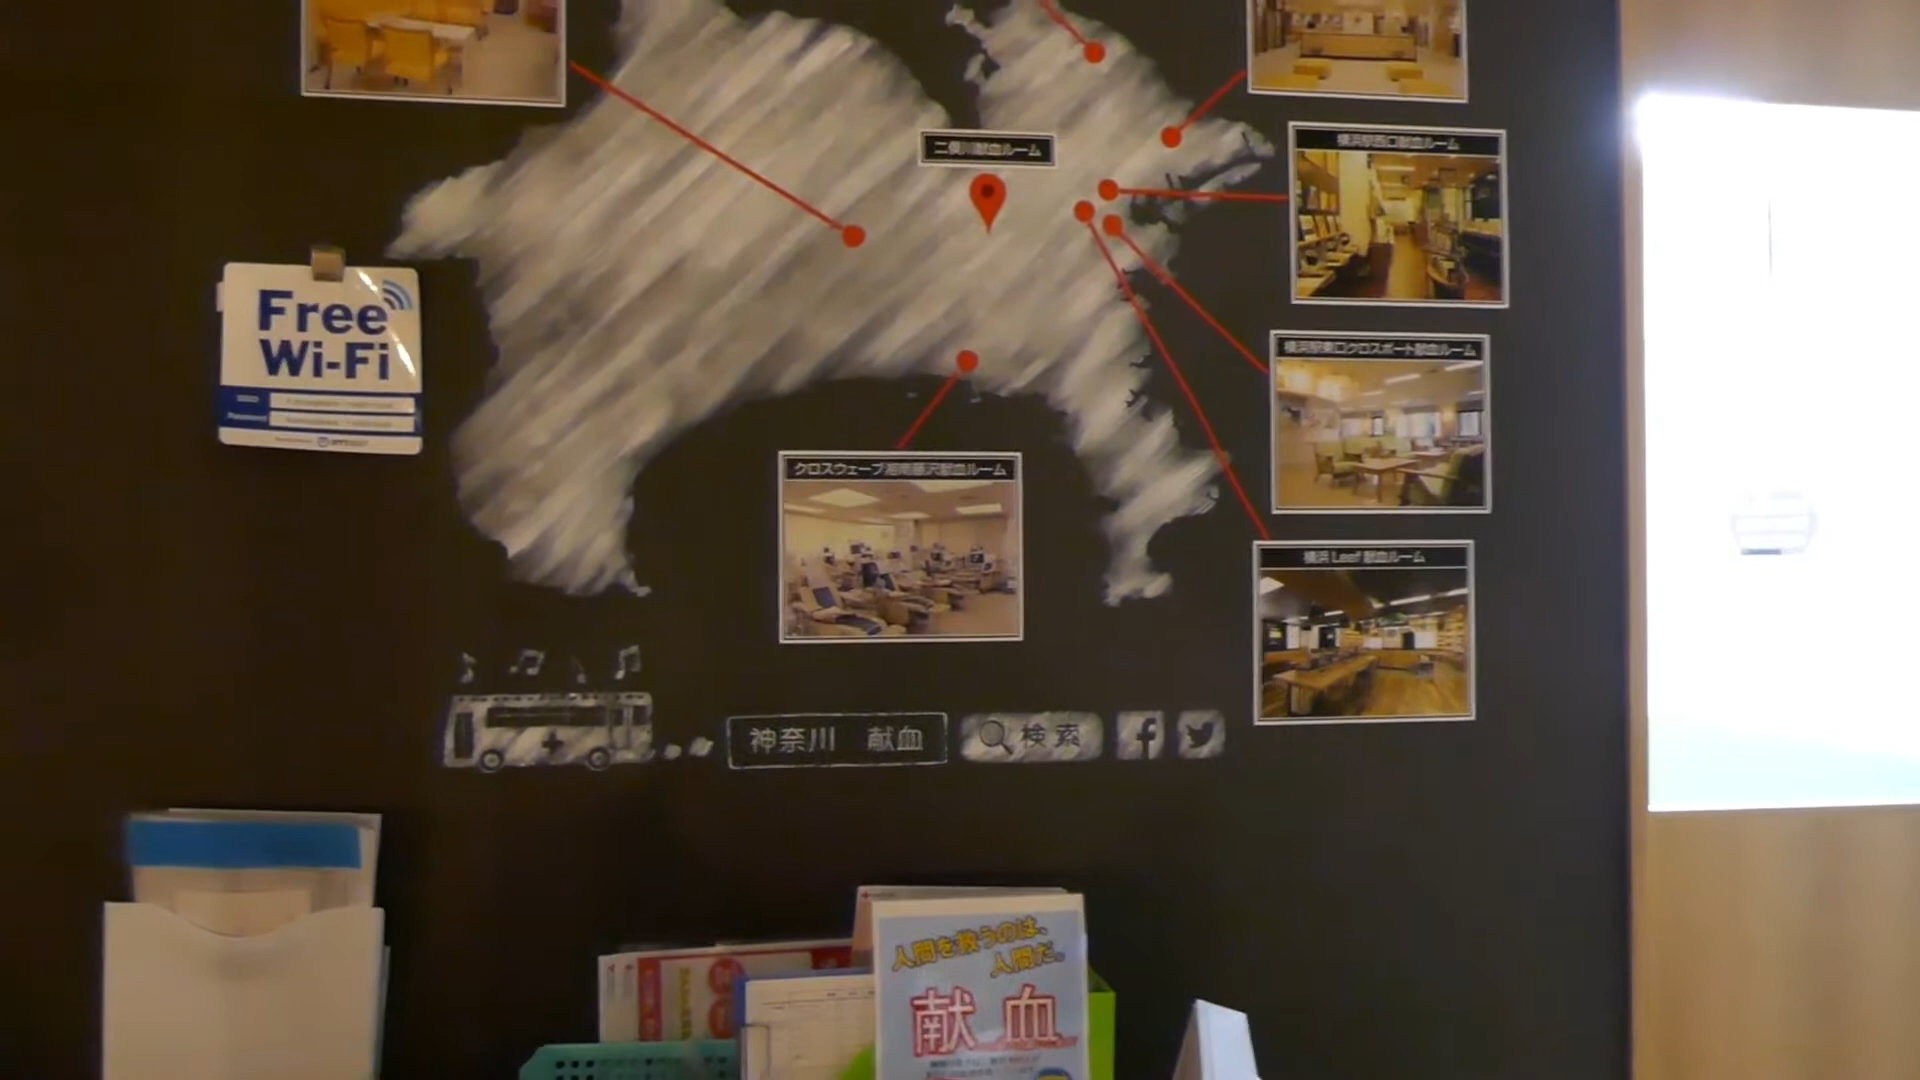 二俣川献血ルーム
横浜駅西口献血ルーム
Free
Wi-Fi
横浜駅東口クロスポート献血ルーム
クロスウェーブ湘南藤沢献血ルーム
横浜 Leaf 献血ルーム
神奈川 献血
検索
人間を救うのは、
人間だ。
献血